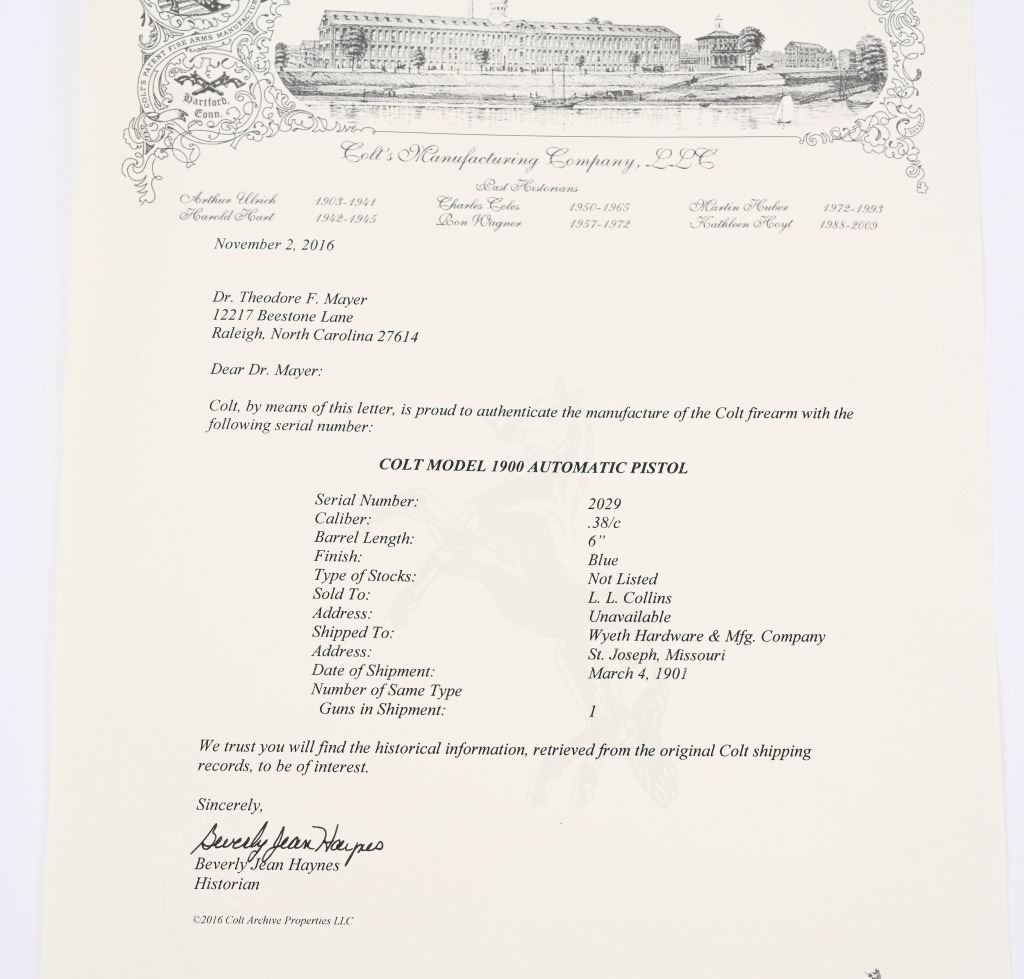 COLT'S PATENT FIRE ARMS MANUFACTURING
Hartford,
Conn.
Colt's Manufacturing Company, LLC
Past Historians
Arthur Ulrich 1903-1941 Charles Coles 1950-1965 Martin Huber 1972-1993
Harold Hart 1942-1945 Ron Wagner 1957-1972 Kathleen Hoyt 1988-2009
November 2, 2016
Dr. Theodore F. Mayer
12217 Beestone Lane
Raleigh, North Carolina 27614
Dear Dr. Mayer:
Colt, by means of this letter, is proud to authenticate the manufacture of the Colt firearm with the
following serial number:
COLT MODEL 1900 AUTOMATIC PISTOL
Serial Number: 2029
Caliber: .38/c
Barrel Length: 6”
Finish: Blue
Type of Stocks: Not Listed
Sold To: L. L. Collins
Address: Unavailable
Shipped To: Wyeth Hardware & Mfg. Company
Address: St. Joseph, Missouri
Date of Shipment: March 4, 1901
Number of Same Type
Guns in Shipment: 1
We trust you will find the historical information, retrieved from the original Colt shipping
records, to be of interest.
Sincerely,
Beverly Jean Haynes
Beverly Jean Haynes
Historian
©2016 Colt Archive Properties LLC